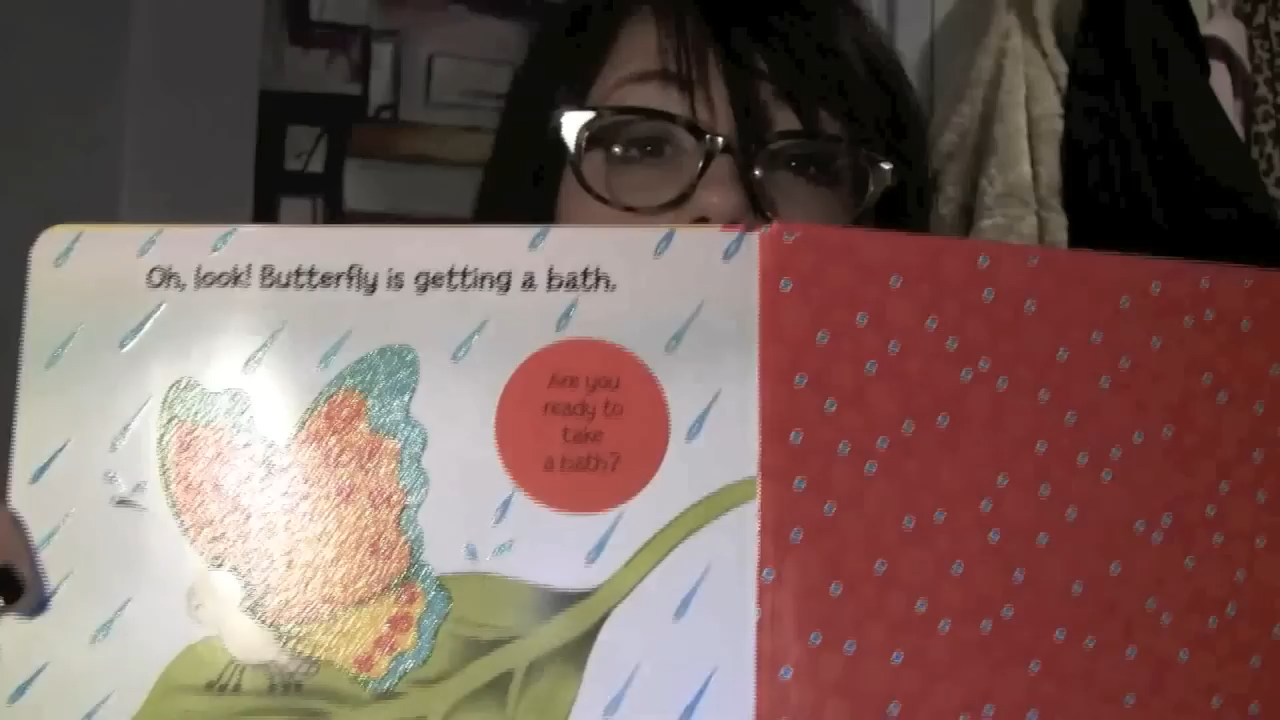 Oh, look! Butterfly is getting a bath.
Are you
ready to
take
a bath?